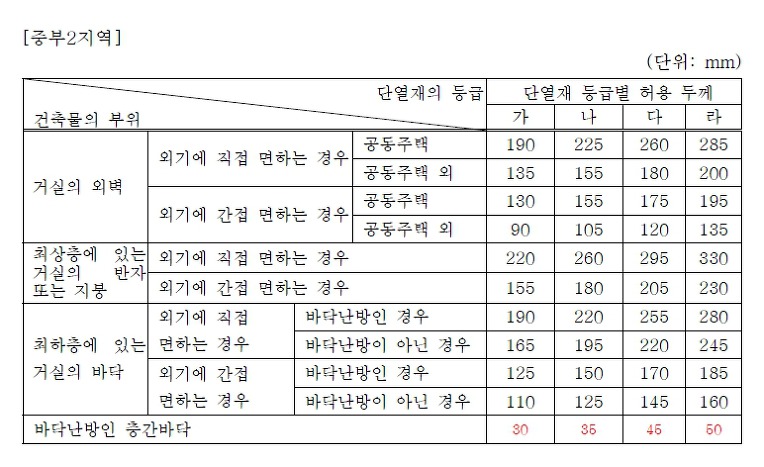 [중부2지역]
(단위: mm)
단열재의 등급
건축물의 부위
단열재 등급별 허용 두께
가 나 다 라
거실의 외벽
외기에 직접 면하는 경우
공동주택 190 225 260 285
공동주택 외 135 155 180 200
외기에 간접 면하는 경우
공동주택 130 155 175 195
공동주택 외 90 105 120 135
최상층에 있는
거실의 반자
또는 지붕
외기에 직접 면하는 경우 220 260 295 330
외기에 간접 면하는 경우 155 180 205 230
최하층에 있는
거실의 바닥
외기에 직접
면하는 경우
바닥난방인 경우 190 220 255 280
바닥난방이 아닌 경우 165 195 220 245
외기에 간접
면하는 경우
바닥난방인 경우 125 150 170 185
바닥난방이 아닌 경우 110 125 145 160
바닥난방인 층간바닥 30 35 45 50